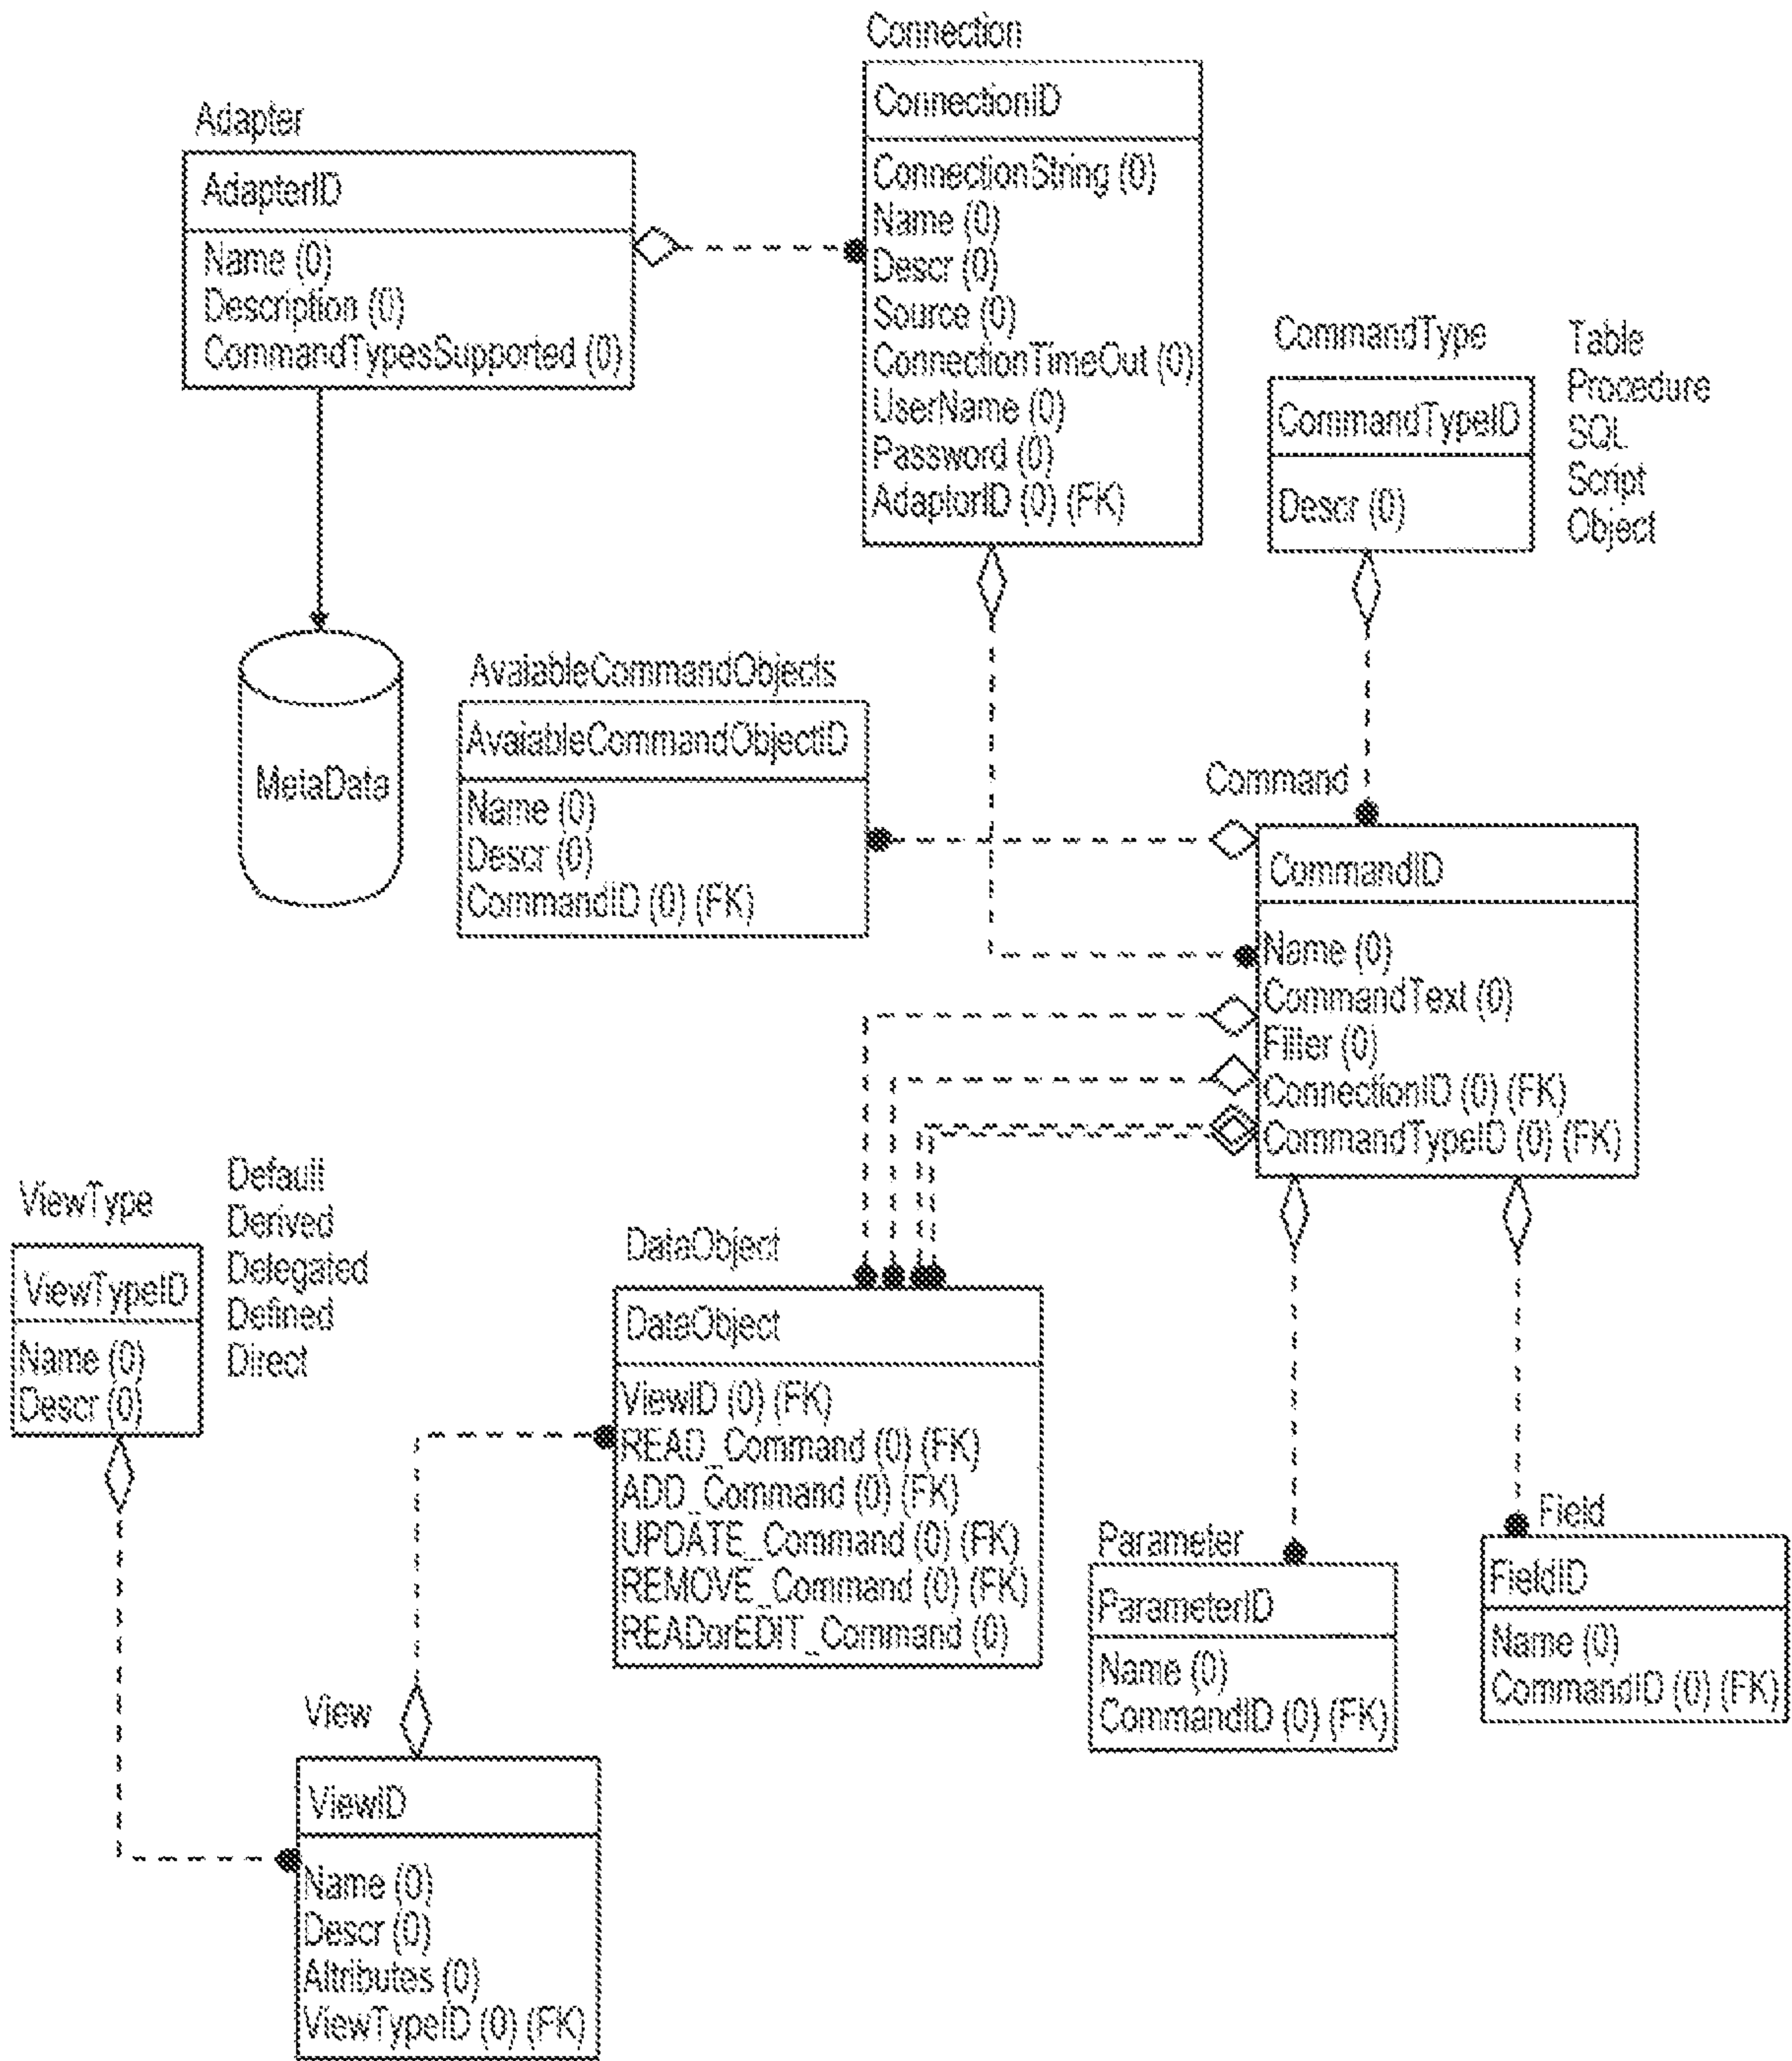 Connection
ConnectionID
ConnectionString (0)
Name (0)
Descr (0)
Source (0)
ConnectionTimeOut (0)
UserName (0)
Password (0)
AdaptorID (0) (FK)
Adapter
AdapterID
Name (0)
Description (0)
CommandTypesSupported (0)
CommandType
CommandTypeID
Descr (0)
Table
Procedure
SQL
Script
Object
MetaData
AvaiableCommandObjects
AvaiableCommandObjectID
Name (0)
Descr (0)
CommandID (0) (FK)
Command
CommandID
Name (0)
CommandText (0)
Filter (0)
ConnectionID (0) (FK)
CommandTypeID (0) (FK)
ViewType
ViewTypeID
Name (0)
Descr (0)
Default
Derived
Delegated
Defined
Direct
DataObject
DataObject
ViewID (0) (FK)
READ_Command (0) (FK)
ADD_Command (0) (FK)
UPDATE_Command (0) (FK)
REMOVE_Command (0) (FK)
READorEDIT_Command (0)
Parameter
ParameterID
Name (0)
CommandID (0) (FK)
Field
FieldID
Name (0)
CommandID (0) (FK)
View
ViewID
Name (0)
Descr (0)
Attributes (0)
ViewTypeID (0) (FK)